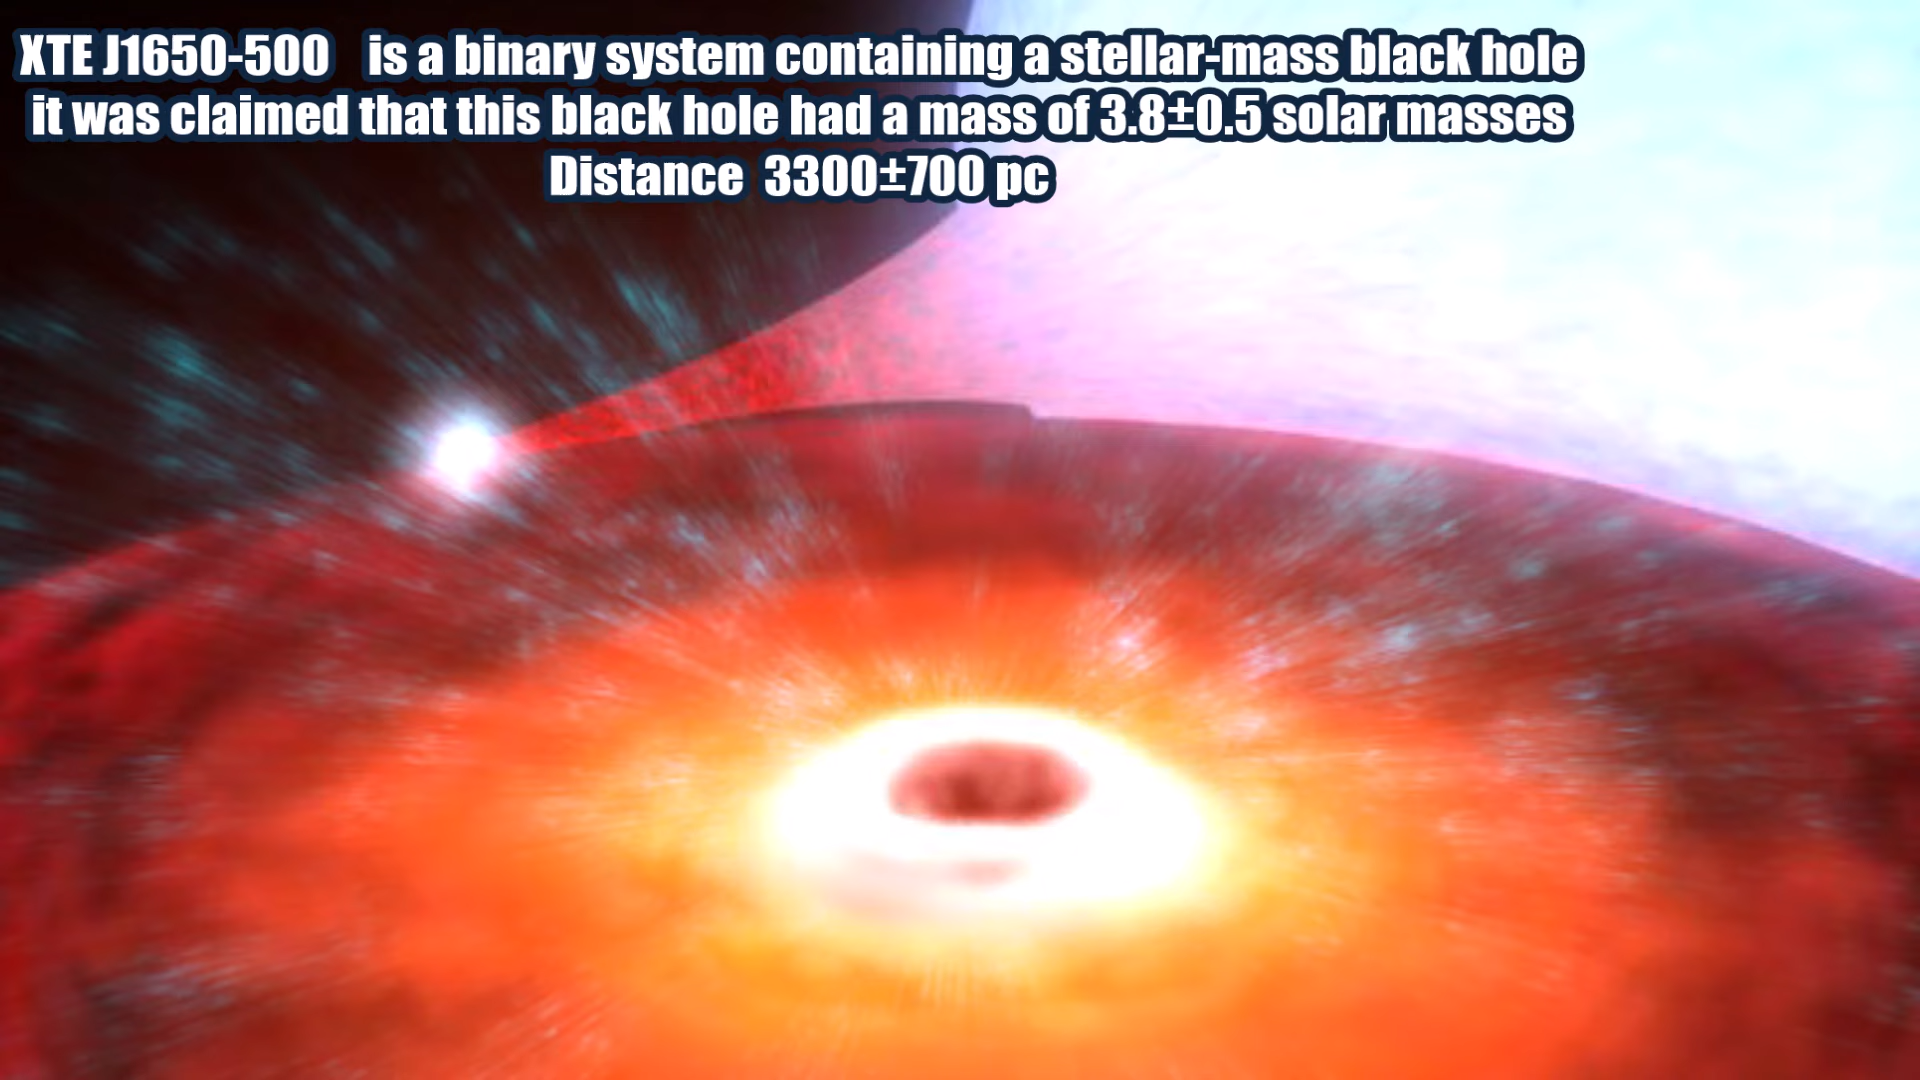 XTE J1650-500 is a binary system containing a stellar-mass black hole
it was claimed that this black hole had a mass of 3.8±0.5 solar masses
Distance 3300±700 pc